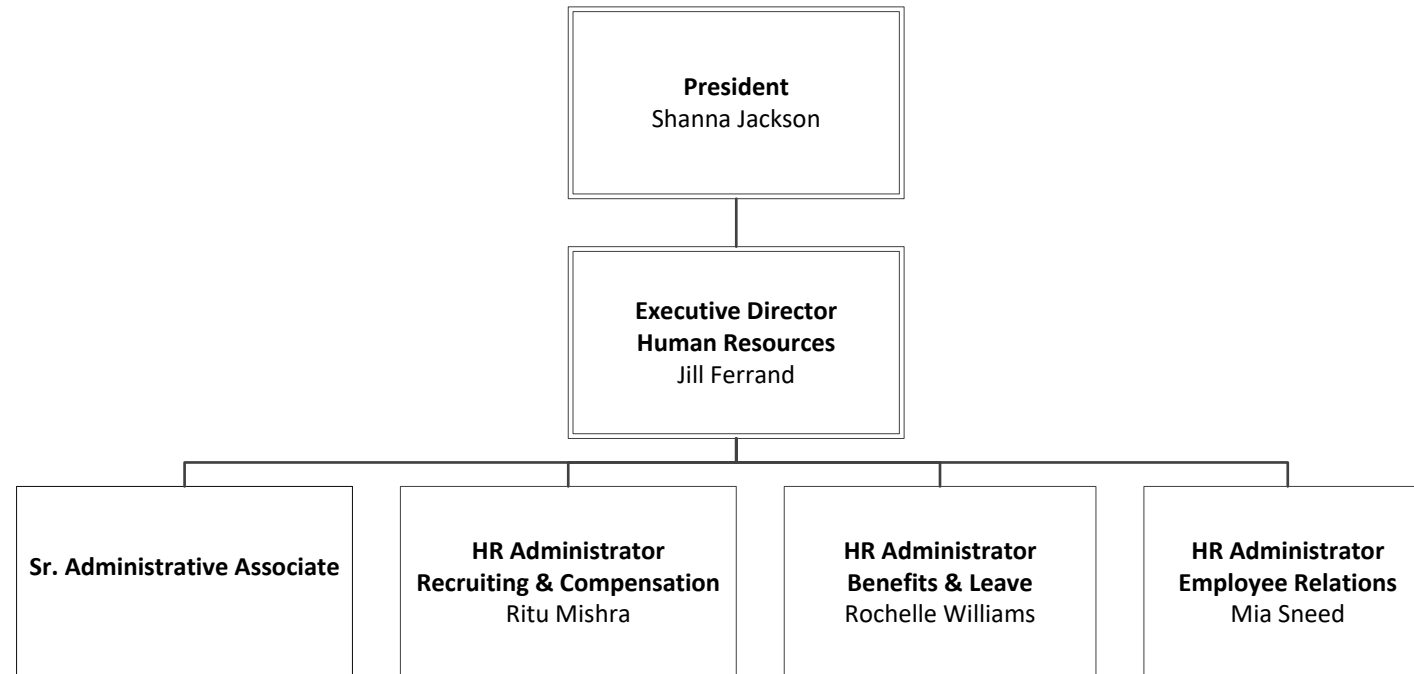 President
Shanna Jackson
Executive Director
Human Resources
Jill Ferrand
Sr. Administrative Associate
HR Administrator
Recruiting & Compensation
Ritu Mishra
HR Administrator
Benefits & Leave
Rochelle Williams
HR Administrator
Employee Relations
Mia Sneed